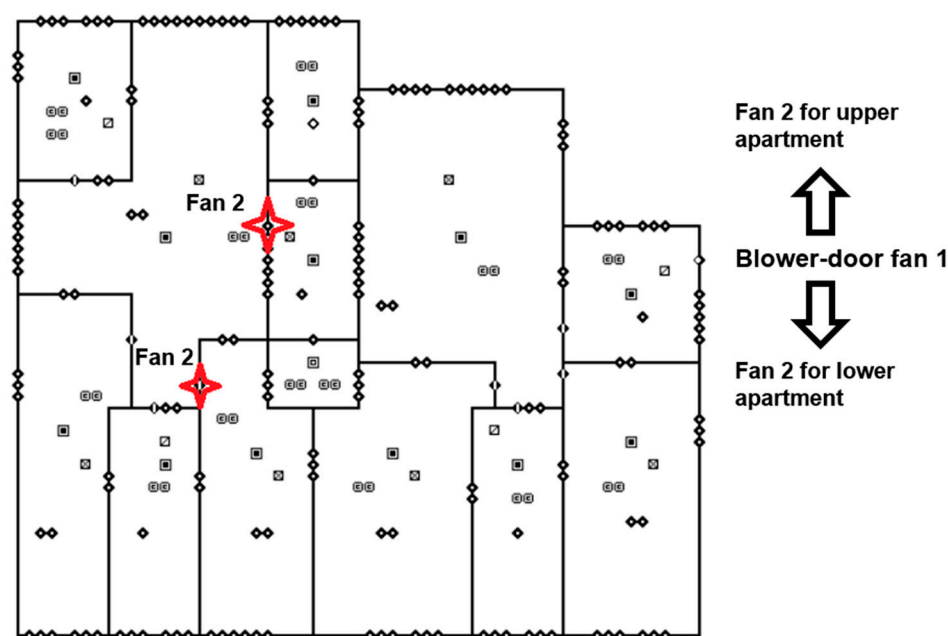 Fan 2 for upper
apartment
Fan 2
Blower-door fan 1
Fan 2
Fan 2 for lower
apartment